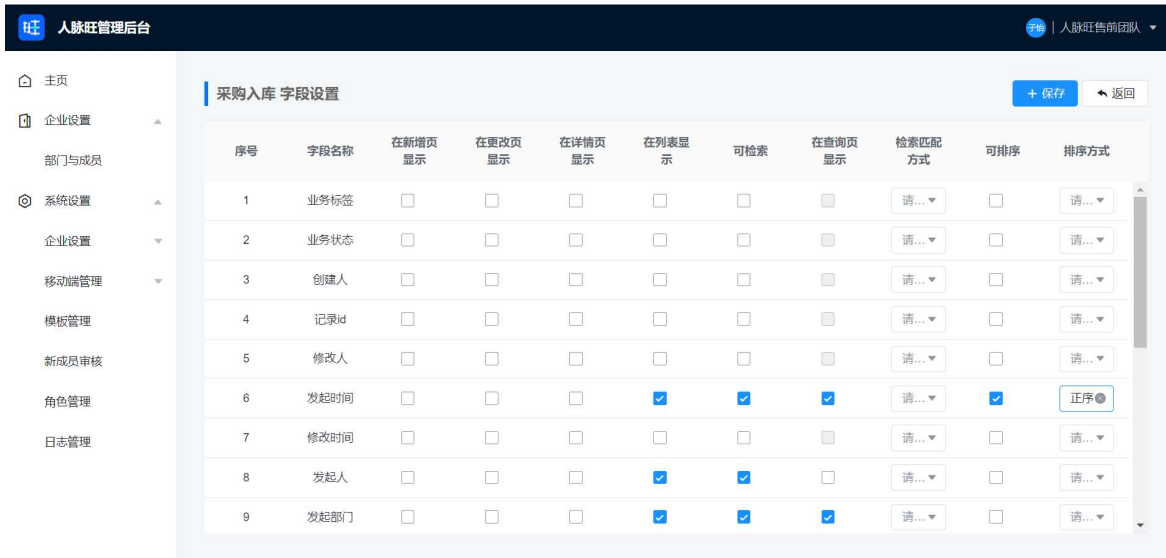 旺 人脉旺管理后台 子怡 | 人脉旺售前团队
主页
企业设置
部门与成员
系统设置
企业设置
移动端管理
模板管理
新成员审核
角色管理
日志管理
采购入库 字段设置 + 保存 返回
序号 字段名称 在新增页显示 在更改页显示 在详情页显示 在列表显示 可检索 在查询页显示 检索匹配方式 可排序 排序方式
1 业务标签 请... 请...
2 业务状态 请... 请...
3 创建人 请... 请...
4 记录id 请... 请...
5 修改人 请... 请...
6 发起时间 请... 正序
7 修改时间 请... 请...
8 发起人 请... 请...
9 发起部门 请... 请...